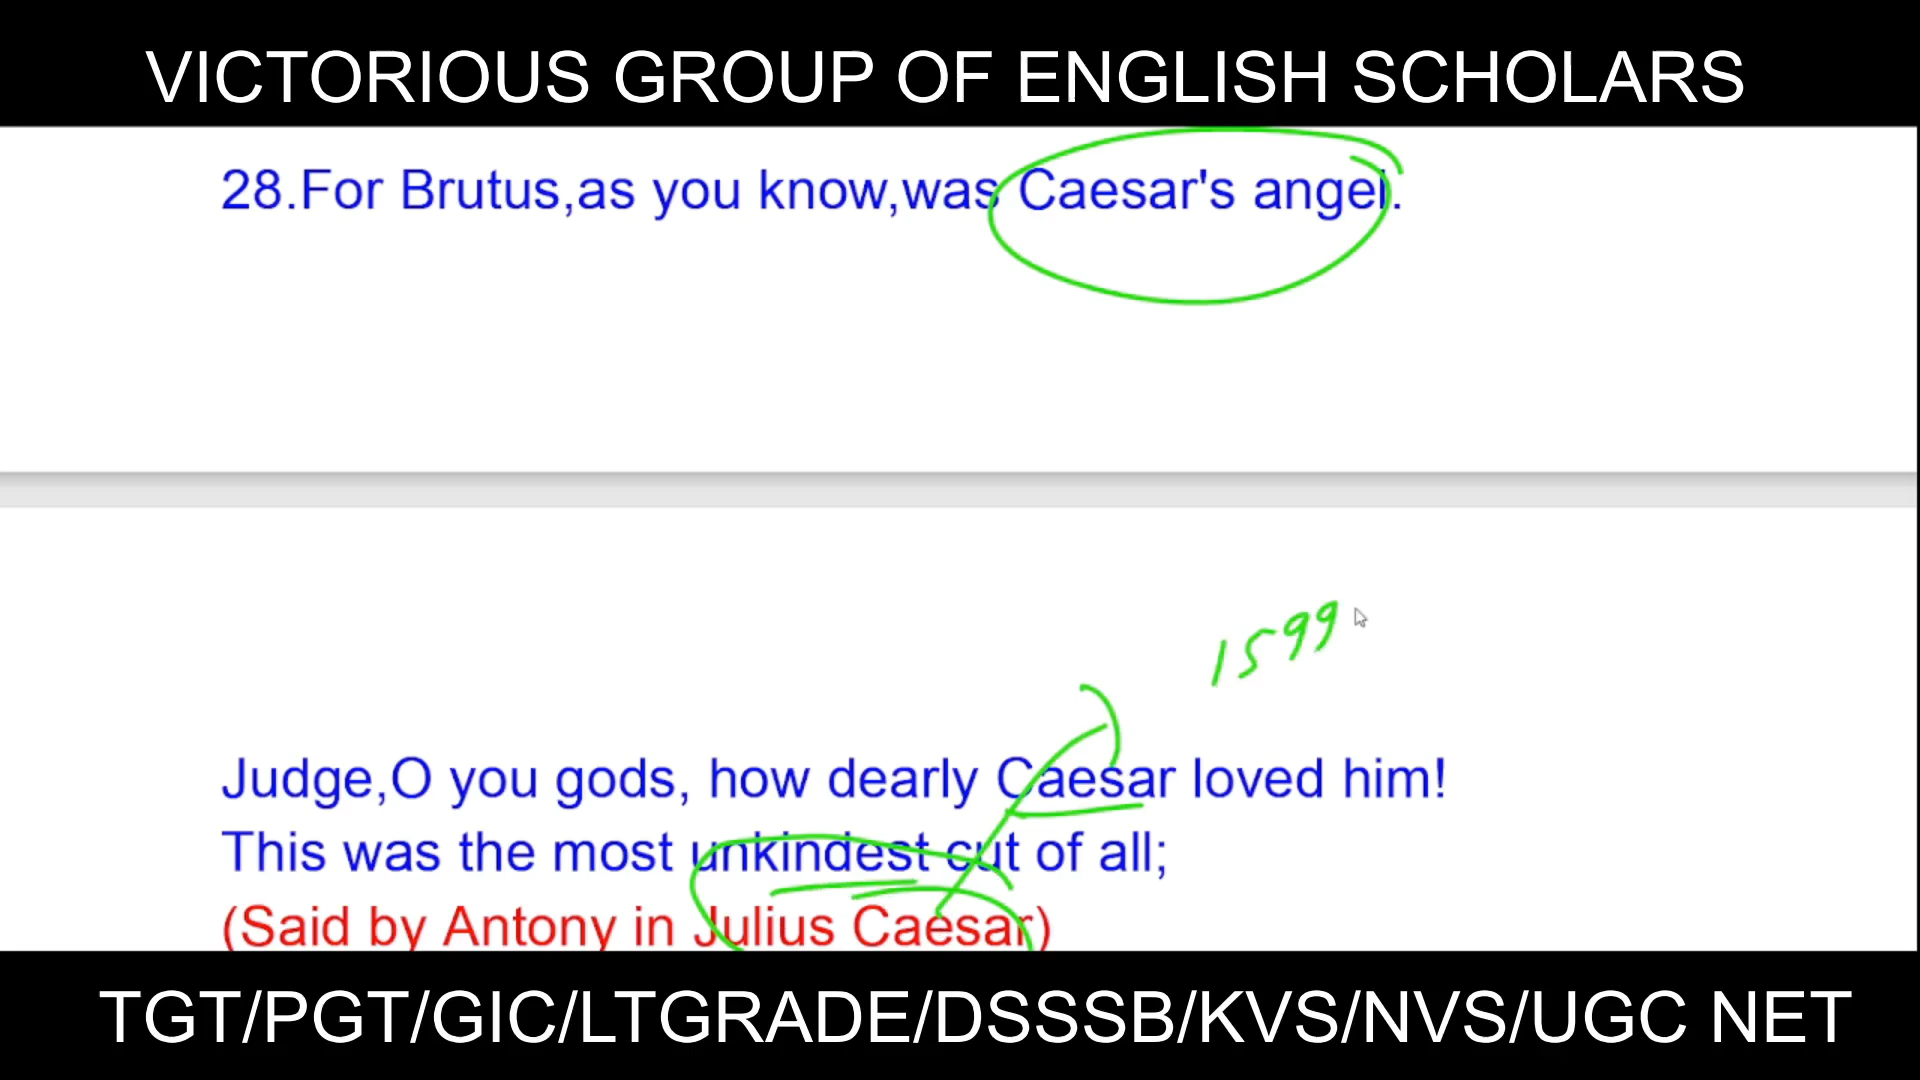 VICTORIOUS GROUP OF ENGLISH SCHOLARS
28.For Brutus,as you know,was Caesar's angel.
1599
Judge,O you gods, how dearly Caesar loved him!
This was the most unkindest cut of all;
(Said by Antony in Julius Caesar)
TGT/PGT/GIC/LTGRADE/DSSSB/KVS/NVS/UGC NET